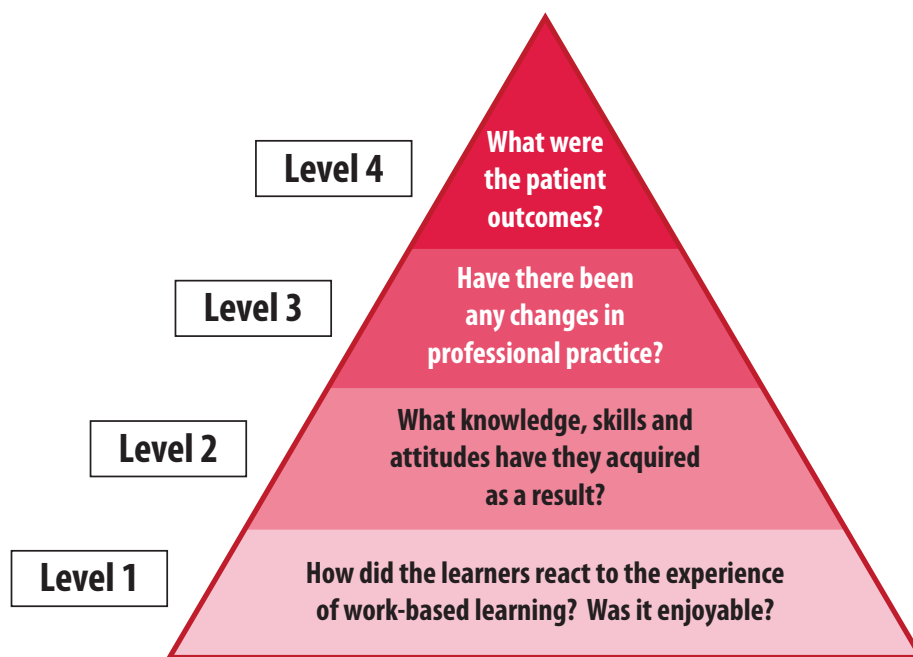 Level 4
What were
the patient
outcomes?
Level 3
Have there been
any changes in
professional practice?
Level 2
What knowledge, skills and
attitudes have they acquired
as a result?
Level 1
How did the learners react to the experience
of work-based learning? Was it enjoyable?